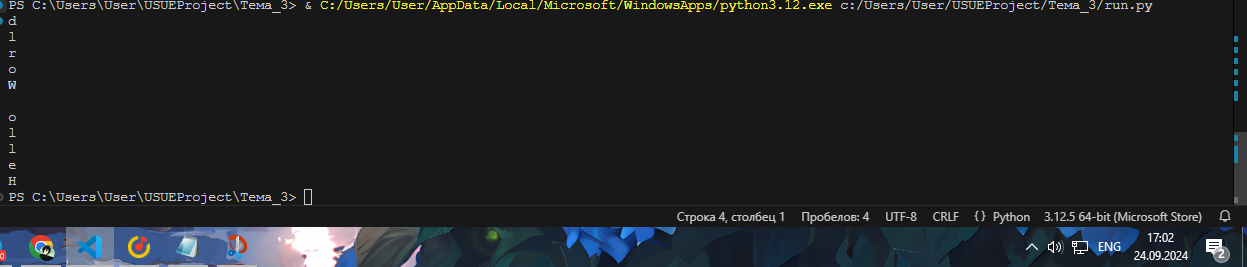 PS C:\Users\User\USUEProject\Тема_3> & C:/Users/User/AppData/Local/Microsoft/WindowsApps/python3.12.exe c:/Users/User/USUEProject/Тема_3/run.py
d
l
r
o
W
o
l
l
e
H
PS C:\Users\User\USUEProject\Тема_3>
Строка 4, столбец 1 Пробелов: 4 UTF-8 CRLF {} Python 3.12.5 64-bit (Microsoft Store)
17:02
ENG
24.09.2024
2